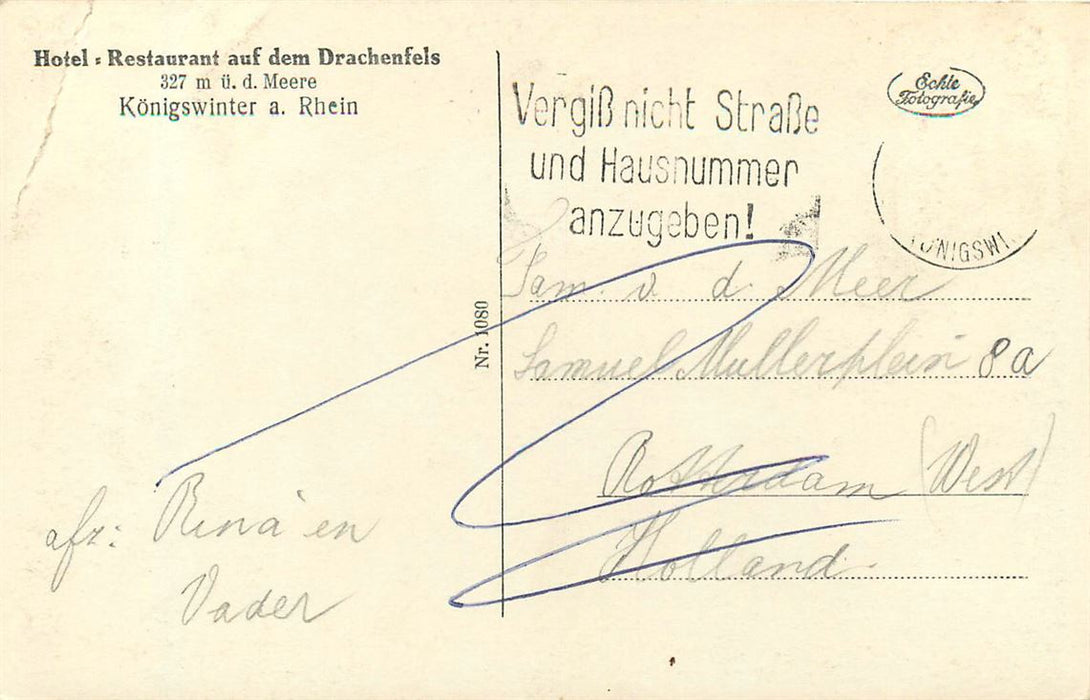 Hotel-Restaurant auf dem Drachenfels
327 m ü. d. Meere
Königswinter a. Rhein
Vergiß nicht Straße
und Hausnummer
anzugeben!
Echte
Fotografie
KÖNIGSWI
Nr. 1080
Fam. v. d. Meer
Samuel Mullerplein 8a
Rotterdam (West)
Holland.
afz: Rina en
Vader